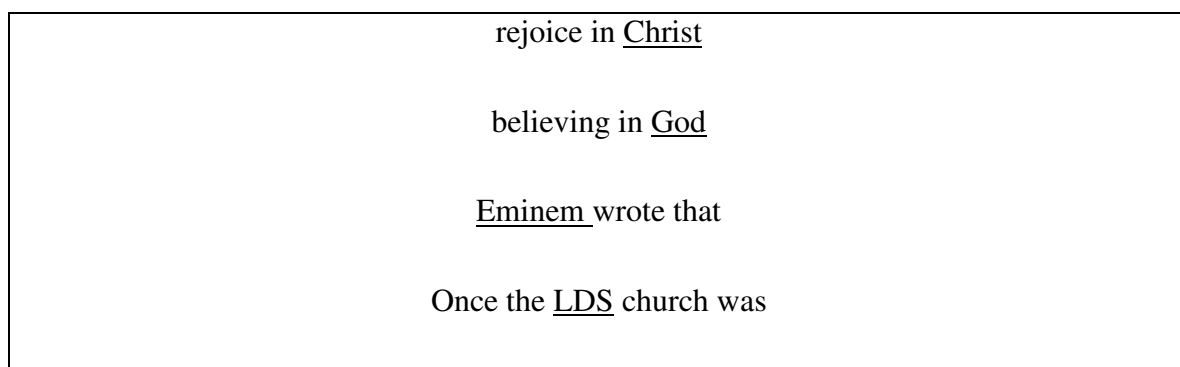 rejoice in Christ
believing in God
Eminem wrote that
Once the LDS church was